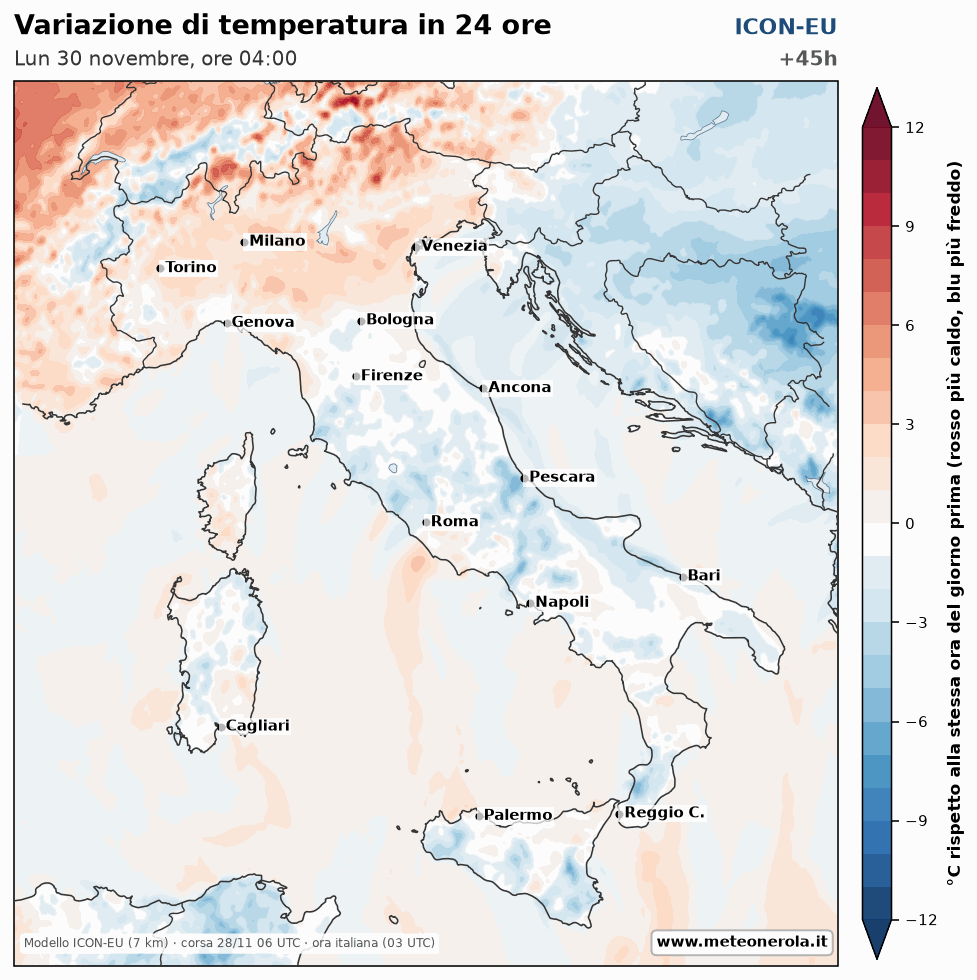 Variazione di temperatura in 24 ore
ICON-EU
Lun 30 novembre, ore 04:00
+45h
Milano
Venezia
Torino
Genova
Bologna
Firenze
Ancona
Pescara
Roma
Bari
Napoli
Cagliari
Palermo
Reggio C.
12
9
6
3
0
−3
−6
−9
−12
°C rispetto alla stessa ora del giorno prima (rosso più caldo, blu più freddo)
Modello ICON-EU (7 km) · corsa 28/11 06 UTC · ora italiana (03 UTC)
www.meteonerola.it